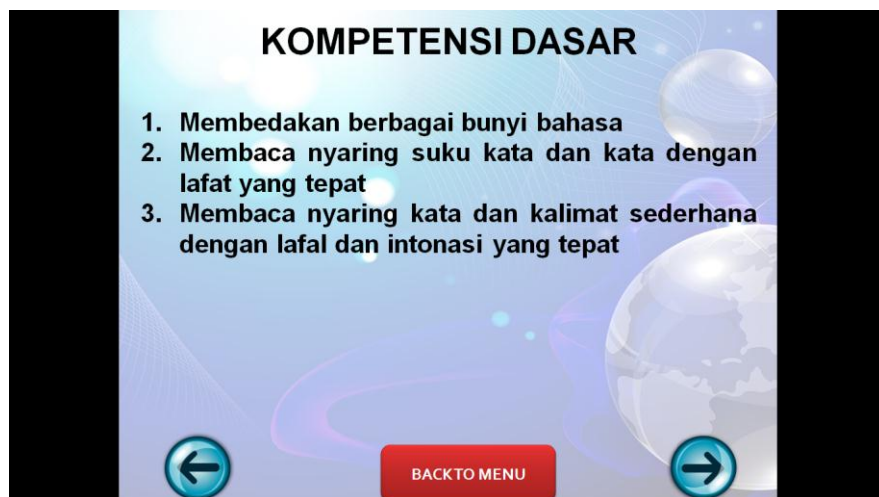 KOMPETENSI DASAR
1. Membedakan berbagai bunyi bahasa
2. Membaca nyaring suku kata dan kata dengan
lafat yang tepat
3. Membaca nyaring kata dan kalimat sederhana
dengan lafal dan intonasi yang tepat
BACKTO MENU